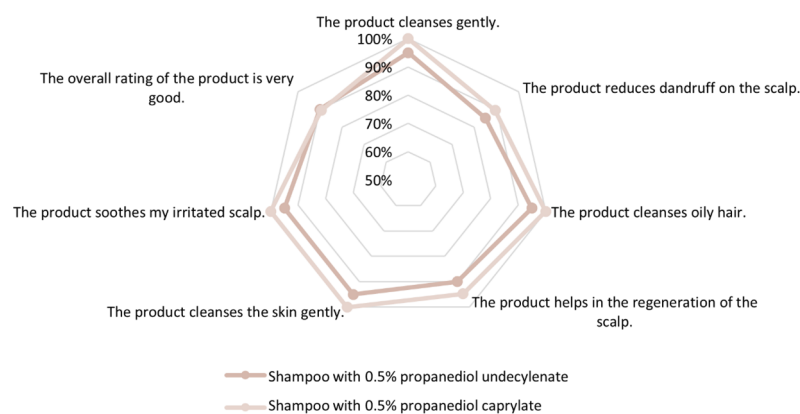 The product cleanses gently.
100%
90%
80%
70%
60%
50%
The product reduces dandruff on the scalp.
The product cleanses oily hair.
The product helps in the regeneration of the
scalp.
The product cleanses the skin gently.
The product soothes my irritated scalp.
The overall rating of the product is very
good.
Shampoo with 0.5% propanediol undecylenate
Shampoo with 0.5% propanediol caprylate